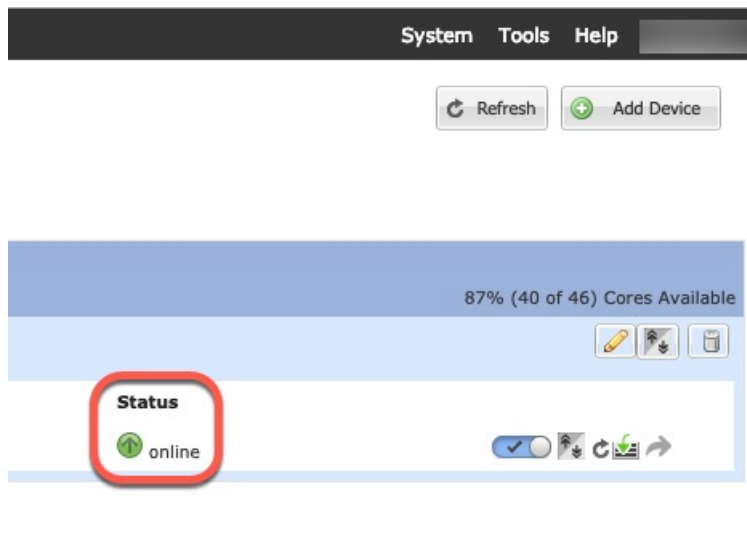 System Tools Help
Refresh Add Device
87% (40 of 46) Cores Available
Status
online